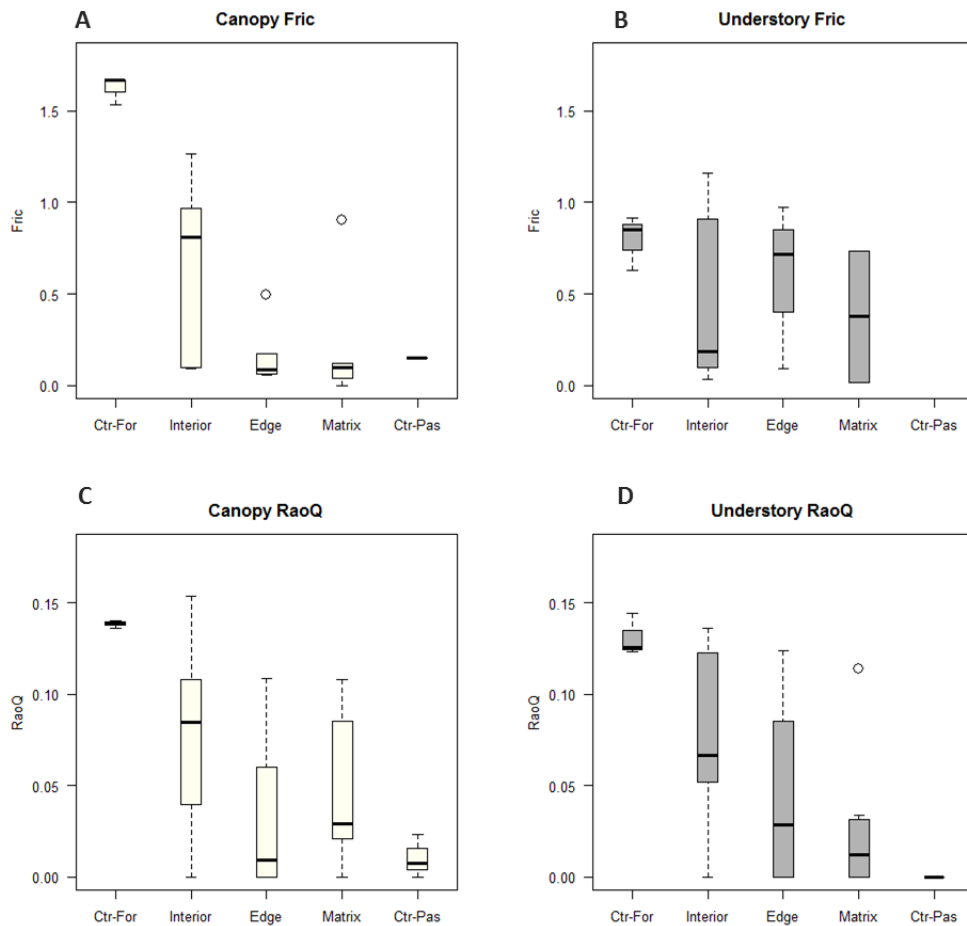 A Canopy Fric
Fric
1.5
1.0
0.5
0.0
Ctr-For Interior Edge Matrix Ctr-Pas
B Understory Fric
Fric
1.5
1.0
0.5
0.0
Ctr-For Interior Edge Matrix Ctr-Pas
C Canopy RaoQ
RaoQ
0.15
0.10
0.05
0.00
Ctr-For Interior Edge Matrix Ctr-Pas
D Understory RaoQ
RaoQ
0.15
0.10
0.05
0.00
Ctr-For Interior Edge Matrix Ctr-Pas